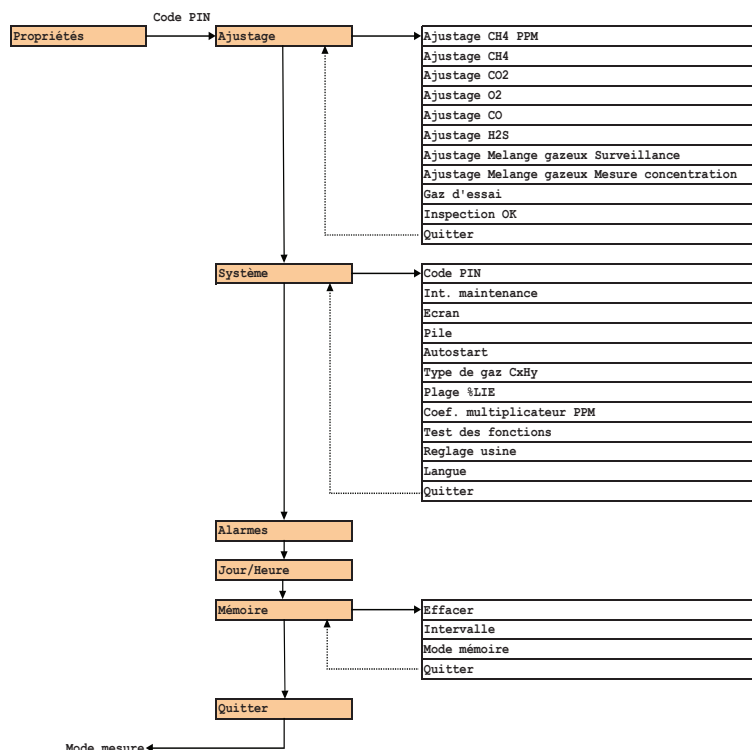 Code PIN
Propriétés
Ajustage
Ajustage CH4 PPM
Ajustage CH4
Ajustage CO2
Ajustage O2
Ajustage CO
Ajustage H2S
Ajustage Melange gazeux Surveillance
Ajustage Melange gazeux Mesure concentration
Gaz d'essai
Inspection OK
Quitter
Système
Code PIN
Int. maintenance
Ecran
Pile
Autostart
Type de gaz CxHy
Plage %LIE
Coef. multiplicateur PPM
Test des fonctions
Reglage usine
Langue
Quitter
Alarmes
Jour/Heure
Mémoire
Effacer
Intervalle
Mode mémoire
Quitter
Quitter
Mode mesure